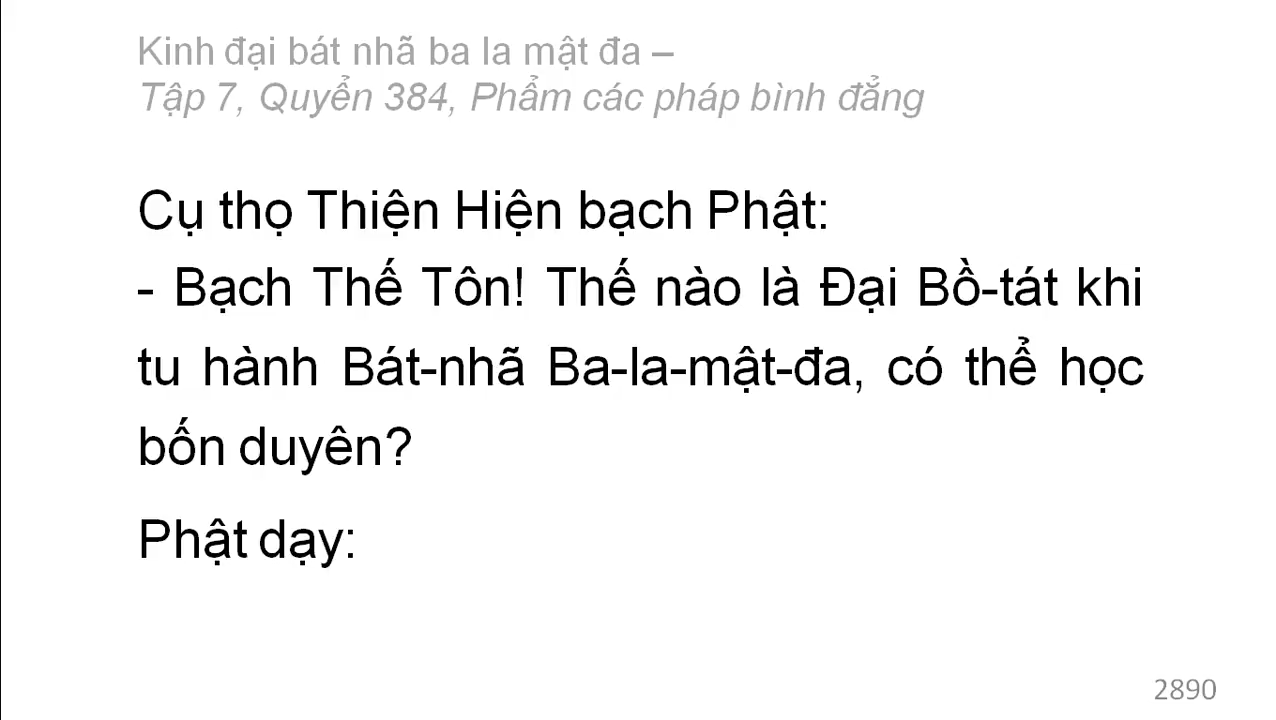 Kinh đại bát nhã ba la mật đa –
Tập 7, Quyển 384, Phẩm các pháp bình đẳng
Cụ thọ Thiện Hiện bạch Phật:
- Bạch Thế Tôn! Thế nào là Đại Bồ-tát khi
tu hành Bát-nhã Ba-la-mật-đa, có thể học
bốn duyên?
Phật dạy:
2890